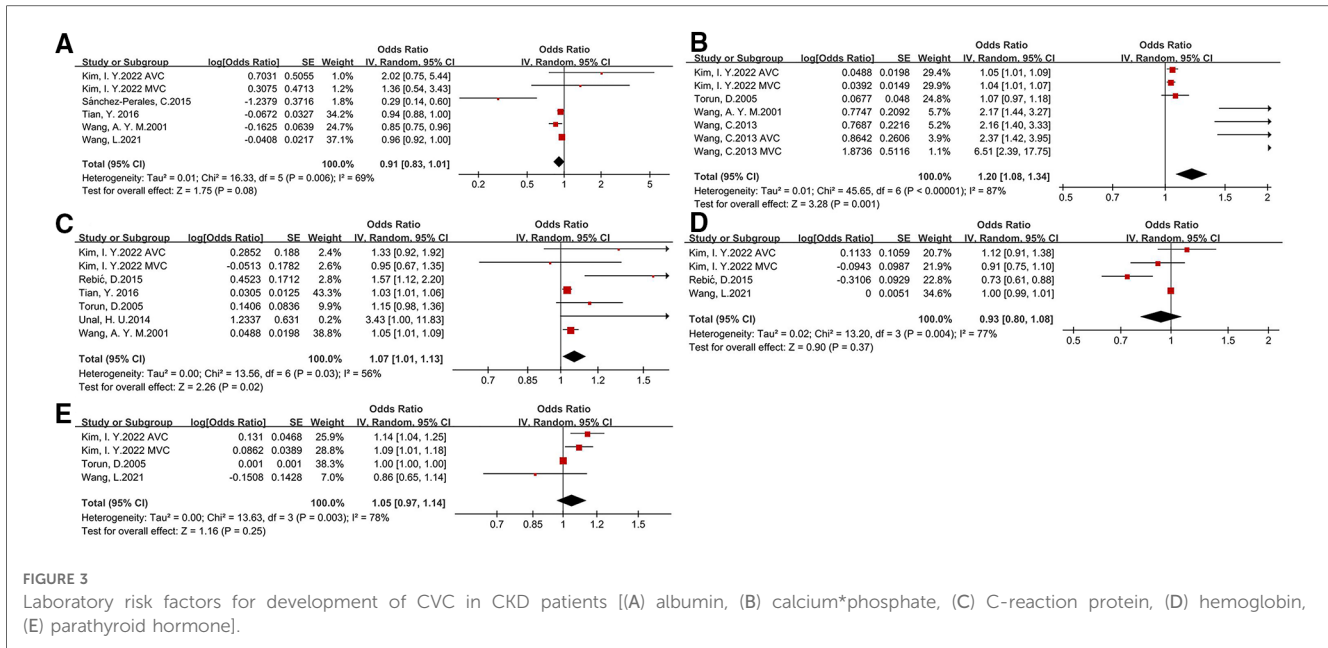 A
Odds Ratio Odds Ratio
Study or Subgroup log[Odds Ratio] SE Weight IV, Random, 95% CI IV, Random, 95% CI
Kim, I. Y.2022 AVC 0.7031 0.5055 1.0% 2.02 [0.75, 5.44]
Kim, I. Y.2022 MVC 0.3075 0.4713 1.2% 1.36 [0.54, 3.43]
Sánchez-Perales, C.2015 -1.2379 0.3716 1.8% 0.29 [0.14, 0.60]
Tian, Y. 2016 -0.0672 0.0327 34.2% 0.94 [0.88, 1.00]
Wang, A. Y. M.2001 -0.1625 0.0639 24.7% 0.85 [0.75, 0.96]
Wang, L.2021 -0.0408 0.0217 37.1% 0.96 [0.92, 1.00]
Total (95% CI) 100.0% 0.91 [0.83, 1.01]
Heterogeneity: Tau² = 0.01; Chi² = 16.33, df = 5 (P = 0.006); I² = 69%
Test for overall effect: Z = 1.75 (P = 0.08)
0.2 0.5 1 2 5
B
Odds Ratio Odds Ratio
Study or Subgroup log[Odds Ratio] SE Weight IV, Random, 95% CI IV, Random, 95% CI
Kim, I. Y.2022 AVC 0.0488 0.0198 29.4% 1.05 [1.01, 1.09]
Kim, I. Y.2022 MVC 0.0392 0.0149 29.9% 1.04 [1.01, 1.07]
Torun, D.2005 0.0677 0.048 24.8% 1.07 [0.97, 1.18]
Wang, A. Y. M.2001 0.7747 0.2092 5.7% 2.17 [1.44, 3.27]
Wang, C.2013 0.7687 0.2216 5.2% 2.16 [1.40, 3.33]
Wang, C.2013 AVC 0.8642 0.2606 3.9% 2.37 [1.42, 3.95]
Wang, C.2013 MVC 1.8736 0.5116 1.1% 6.51 [2.39, 17.75]
Total (95% CI) 100.0% 1.20 [1.08, 1.34]
Heterogeneity: Tau² = 0.01; Chi² = 45.65, df = 6 (P < 0.00001); I² = 87%
Test for overall effect: Z = 3.28 (P = 0.001)
0.5 0.7 1 1.5 2
C
Odds Ratio Odds Ratio
Study or Subgroup log[Odds Ratio] SE Weight IV, Random, 95% CI IV, Random, 95% CI
Kim, I. Y.2022 AVC 0.2852 0.188 2.4% 1.33 [0.92, 1.92]
Kim, I. Y.2022 MVC -0.0513 0.1782 2.6% 0.95 [0.67, 1.35]
Rebić, D.2015 0.4523 0.1712 2.8% 1.57 [1.12, 2.20]
Tian, Y. 2016 0.0305 0.0125 43.3% 1.03 [1.01, 1.06]
Torun, D.2005 0.1406 0.0836 9.9% 1.15 [0.98, 1.36]
Unal, H. U.2014 1.2337 0.631 0.2% 3.43 [1.00, 11.83]
Wang, A. Y. M.2001 0.0488 0.0198 38.8% 1.05 [1.01, 1.09]
Total (95% CI) 100.0% 1.07 [1.01, 1.13]
Heterogeneity: Tau² = 0.00; Chi² = 13.56, df = 6 (P = 0.03); I² = 56%
Test for overall effect: Z = 2.26 (P = 0.02)
0.7 0.85 1 1.2 1.5
D
Odds Ratio Odds Ratio
Study or Subgroup log[Odds Ratio] SE Weight IV, Random, 95% CI IV, Random, 95% CI
Kim, I. Y.2022 AVC 0.1133 0.1059 20.7% 1.12 [0.91, 1.38]
Kim, I. Y.2022 MVC -0.0943 0.0987 21.9% 0.91 [0.75, 1.10]
Rebić, D.2015 -0.3106 0.0929 22.8% 0.73 [0.61, 0.88]
Wang, L.2021 0 0.0051 34.6% 1.00 [0.99, 1.01]
Total (95% CI) 100.0% 0.93 [0.80, 1.08]
Heterogeneity: Tau² = 0.02; Chi² = 13.20, df = 3 (P = 0.004); I² = 77%
Test for overall effect: Z = 0.90 (P = 0.37)
0.5 0.7 1 1.5 2
E
Odds Ratio Odds Ratio
Study or Subgroup log[Odds Ratio] SE Weight IV, Random, 95% CI IV, Random, 95% CI
Kim, I. Y.2022 AVC 0.131 0.0468 25.9% 1.14 [1.04, 1.25]
Kim, I. Y.2022 MVC 0.0862 0.0389 28.8% 1.09 [1.01, 1.18]
Torun, D.2005 0.001 0.001 38.3% 1.00 [1.00, 1.00]
Wang, L.2021 -0.1508 0.1428 7.0% 0.86 [0.65, 1.14]
Total (95% CI) 100.0% 1.05 [0.97, 1.14]
Heterogeneity: Tau² = 0.00; Chi² = 13.63, df = 3 (P = 0.003); I² = 78%
Test for overall effect: Z = 1.16 (P = 0.25)
0.7 0.85 1 1.2 1.5
FIGURE 3
Laboratory risk factors for development of CVC in CKD patients [(A) albumin, (B) calcium*phosphate, (C) C-reaction protein, (D) hemoglobin,
(E) parathyroid hormone].